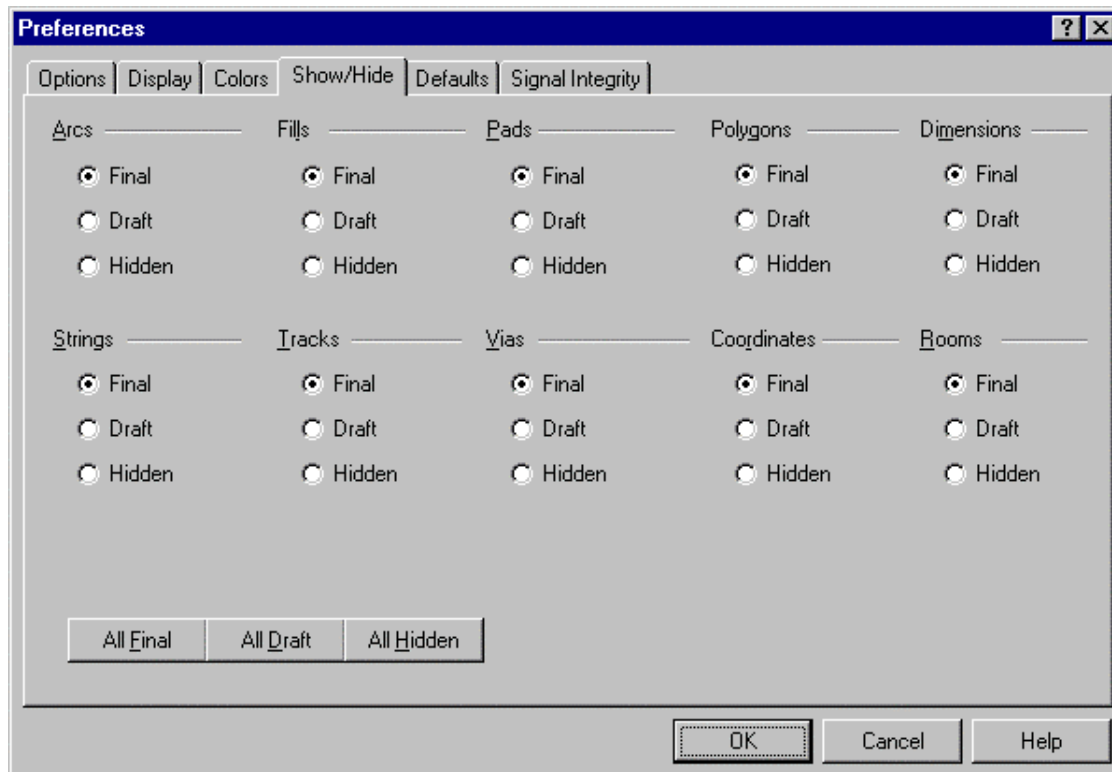 Preferences
Options Display Colors Show/Hide Defaults Signal Integrity
Arcs Fills Pads Polygons Dimensions
Final Final Final Final Final
Draft Draft Draft Draft Draft
Hidden Hidden Hidden Hidden Hidden
Strings Tracks Vias Coordinates Rooms
Final Final Final Final Final
Draft Draft Draft Draft Draft
Hidden Hidden Hidden Hidden Hidden
All Final All Draft All Hidden
OK Cancel Help